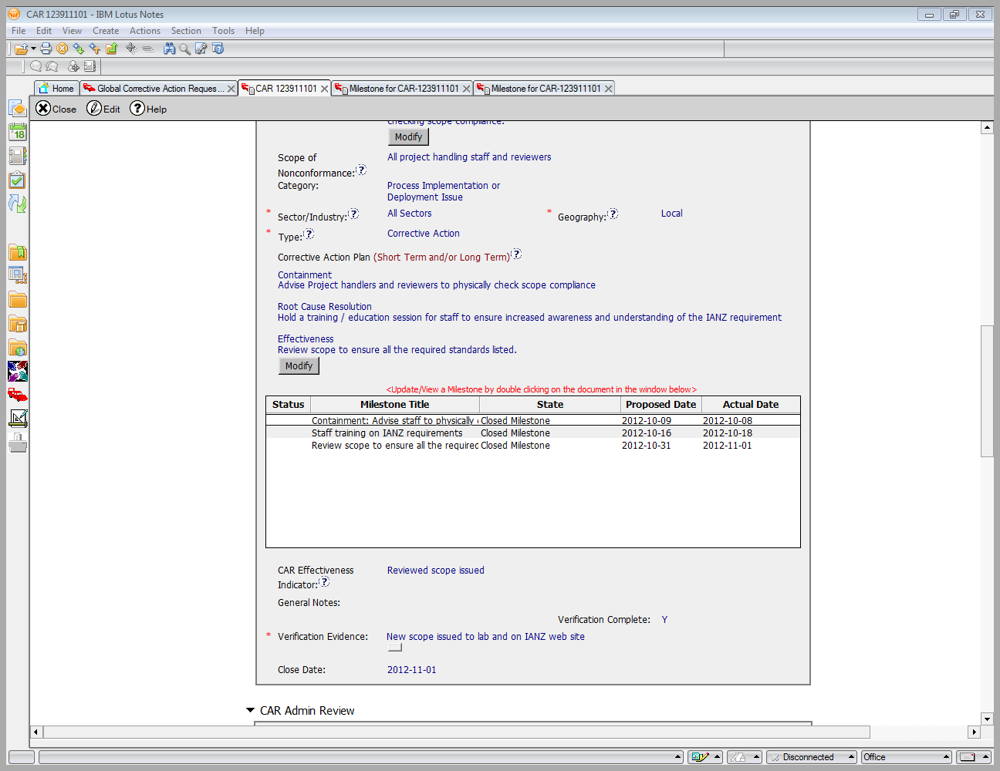 CAR 123911101 - IBM Lotus Notes
File Edit View Create Actions Section Tools Help
Home Global Corrective Action Reques... CAR 123911101 Milestone for CAR-123911101 Milestone for CAR-123911101
Close Edit Help
18
checking scope compliance.
Modify
Scope of All project handling staff and reviewers
Nonconformance: ?
Category: Process Implementation or
Deployment Issue
* Sector/Industry: ? All Sectors * Geography: ? Local
* Type: ? Corrective Action
Corrective Action Plan (Short Term and/or Long Term) ?
Containment
Advise Project handlers and reviewers to physically check scope compliance
Root Cause Resolution
Hold a training / education session for staff to ensure increased awareness and understanding of the IANZ requirement
Effectiveness
Review scope to ensure all the required standards listed.
Modify
<Update/View a Milestone by double clicking on the document in the window below>
Status Milestone Title State Proposed Date Actual Date
Containment: Advise staff to physically Closed Milestone 2012-10-09 2012-10-08
Staff training on IANZ requirements Closed Milestone 2012-10-16 2012-10-18
Review scope to ensure all the required Closed Milestone 2012-10-31 2012-11-01
CAR Effectiveness Reviewed scope issued
Indicator: ?
General Notes:
Verification Complete: Y
* Verification Evidence: New scope issued to lab and on IANZ web site
Close Date: 2012-11-01
CAR Admin Review
Disconnected Office